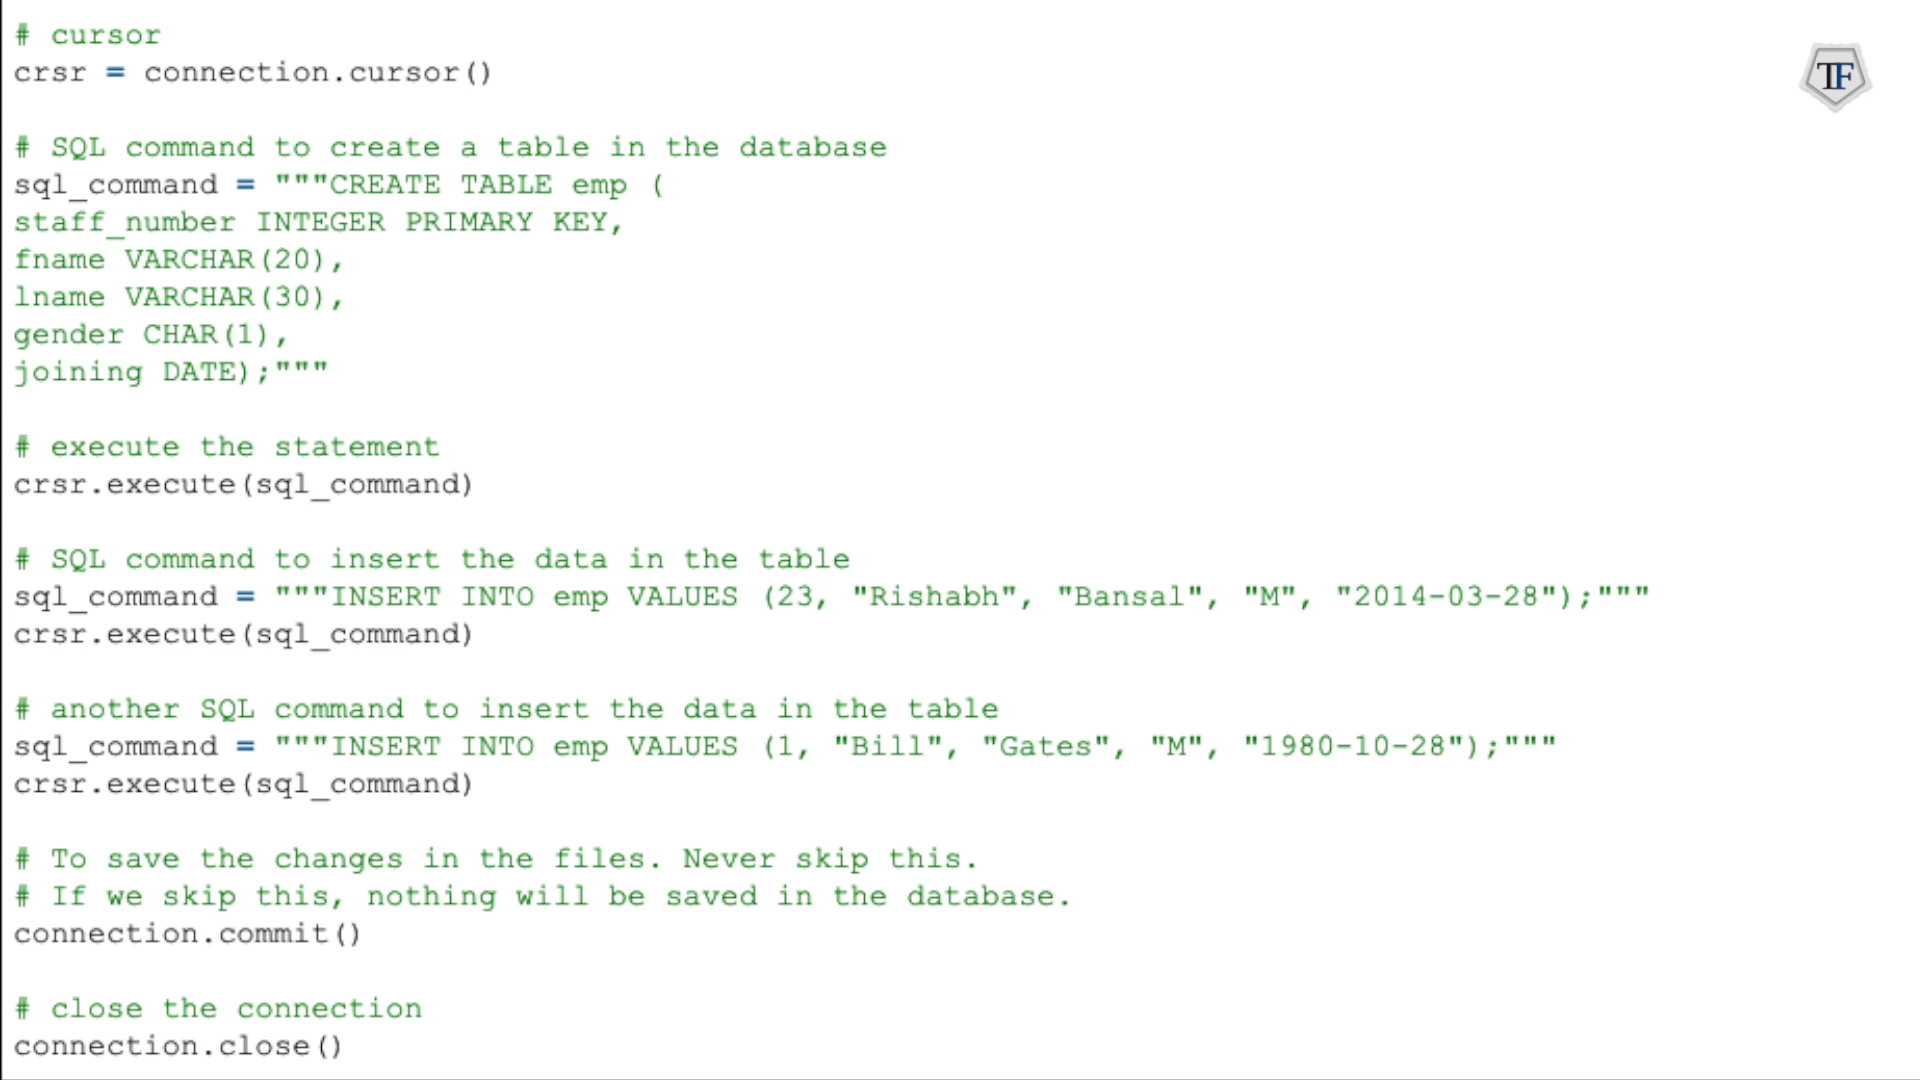 # cursor
crsr = connection.cursor()
TF
# SQL command to create a table in the database
sql_command = """CREATE TABLE emp (
staff_number INTEGER PRIMARY KEY,
fname VARCHAR(20),
lname VARCHAR(30),
gender CHAR(1),
joining DATE);"""
# execute the statement
crsr.execute(sql_command)
# SQL command to insert the data in the table
sql_command = """INSERT INTO emp VALUES (23, "Rishabh", "Bansal", "M", "2014-03-28");"""
crsr.execute(sql_command)
# another SQL command to insert the data in the table
sql_command = """INSERT INTO emp VALUES (1, "Bill", "Gates", "M", "1980-10-28");"""
crsr.execute(sql_command)
# To save the changes in the files. Never skip this.
# If we skip this, nothing will be saved in the database.
connection.commit()
# close the connection
connection.close()